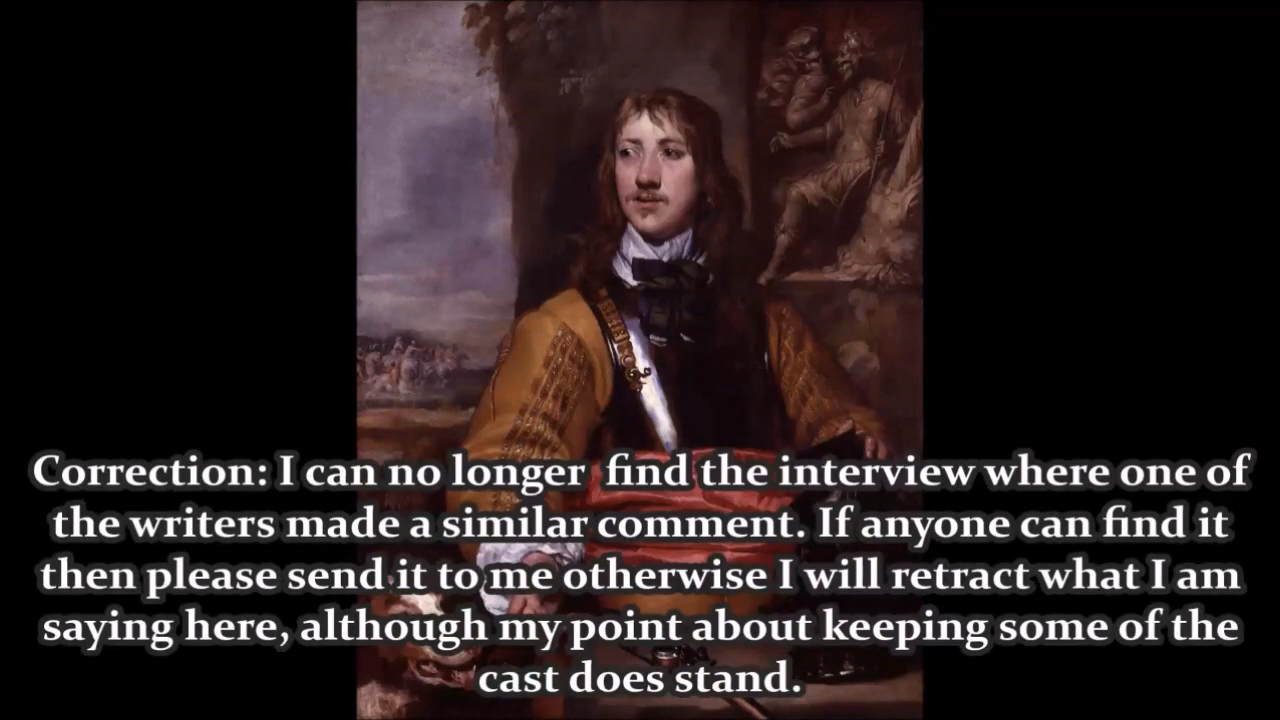 Correction: I can no longer  find the interview where one of
the writers made a similar comment. If anyone can find it
then please send it to me otherwise I will retract what I am
saying here, although my point about keeping some of the
cast does stand.